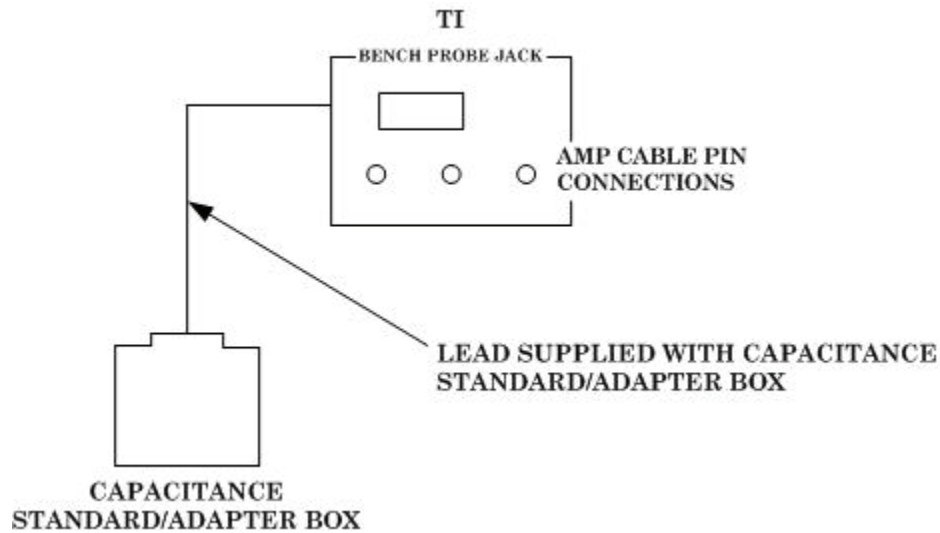 TI
BENCH PROBE JACK
AMP CABLE PIN
CONNECTIONS
LEAD SUPPLIED WITH CAPACITANCE
STANDARD/ADAPTER BOX
CAPACITANCE
STANDARD/ADAPTER BOX